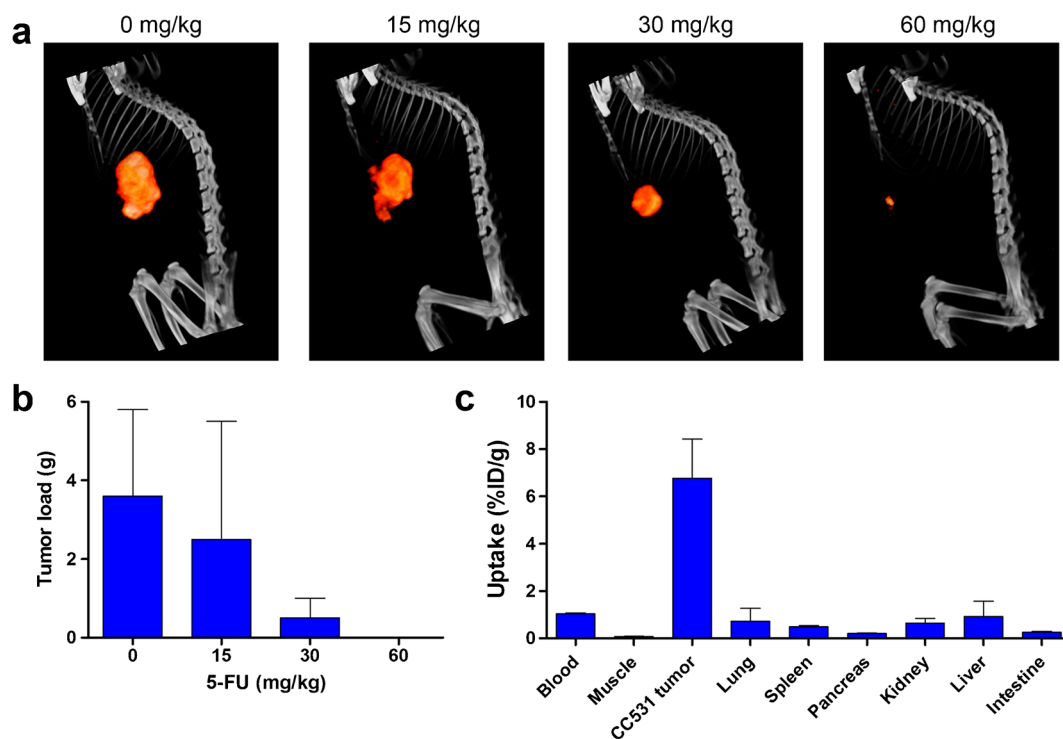 a
0 mg/kg
15 mg/kg
30 mg/kg
60 mg/kg
b
Tumor load (g)
6
4
2
0
0
15
30
60
5-FU (mg/kg)
c
Uptake (%ID/g)
10
8
6
4
2
0
Blood
Muscle
CC531 tumor
Lung
Spleen
Pancreas
Kidney
Liver
Intestine